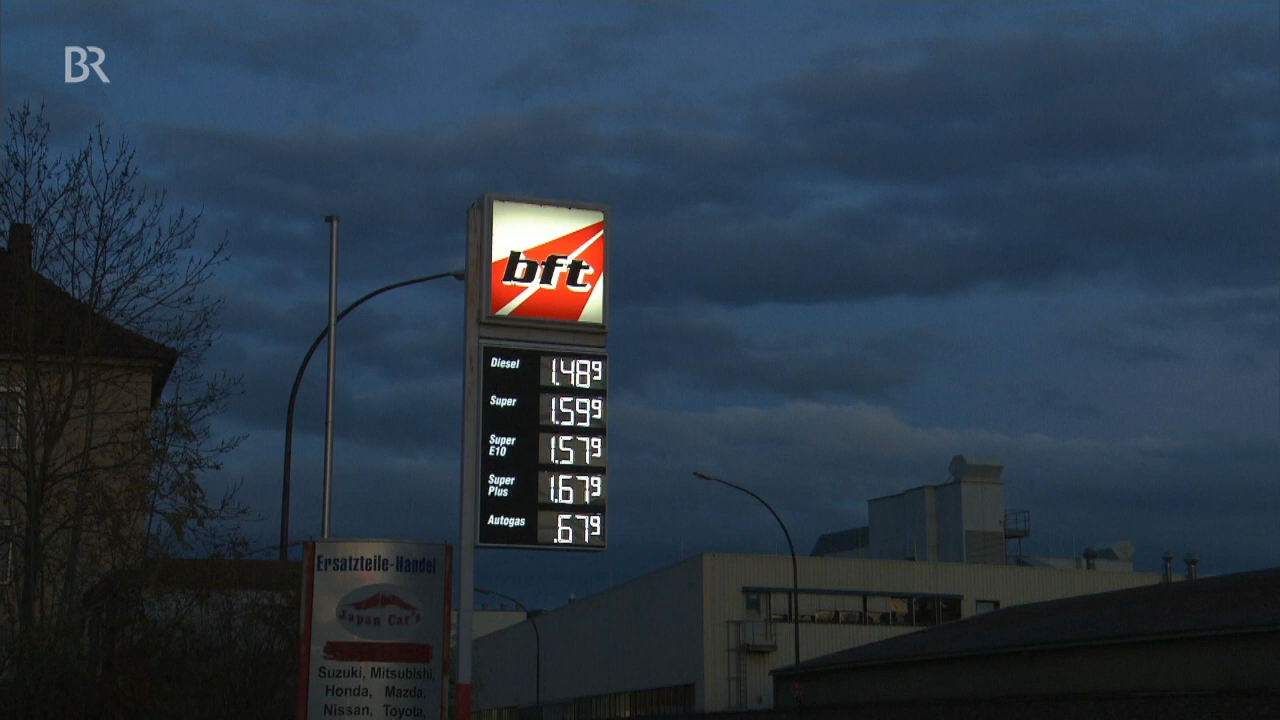 BR
bft
Diesel 1.48⁹
Super 1.59⁹
Super
E10 1.57⁹
Super
Plus 1.67⁹
Autogas .67⁹
Ersatzteile-Handel
Japan Car's
Suzuki, Mitsubishi,
Honda, Mazda,
Nissan, Toyota,